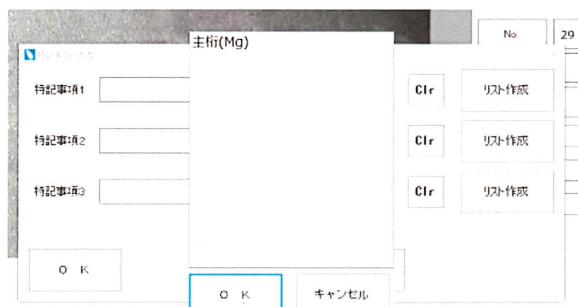 主桁(Mg)
No.
29
特記事項1
Clr
リスト作成
特記事項2
Clr
リスト作成
特記事項3
Clr
リスト作成
O K
O K
キャンセル